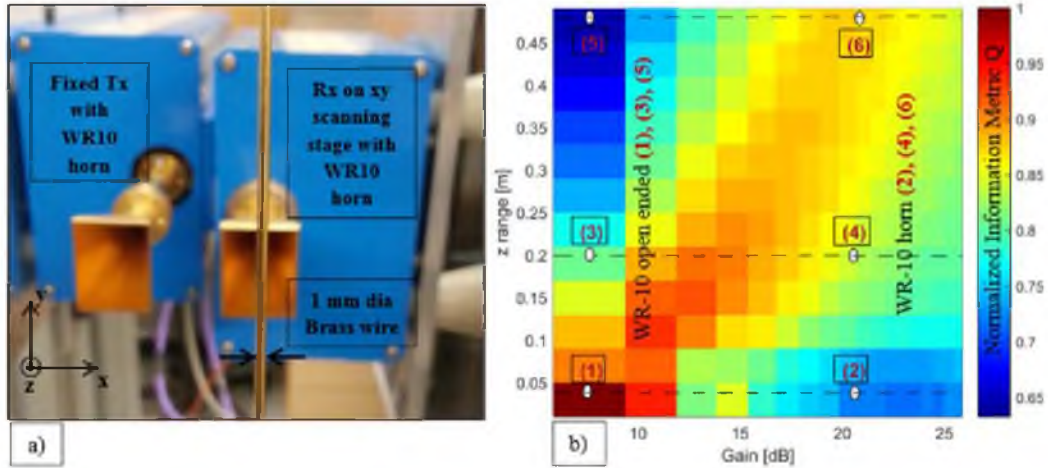 Fixed Tx
with
WR10
horn
Rx on xy
scanning
stage with
WR10
horn
1 mm dia
Brass wire
y
x
z
a)
z range [m]
0.45
0.4
0.35
0.3
0.25
0.2
0.15
0.1
0.05
(5)
(6)
(3)
(4)
(1)
(2)
WR-10 open ended (1), (3), (5)
WR-10 horn (2), (4), (6)
10
15
20
25
Gain [dB]
b)
Normalized Information Metric Q
1
0.95
0.9
0.85
0.8
0.75
0.7
0.65